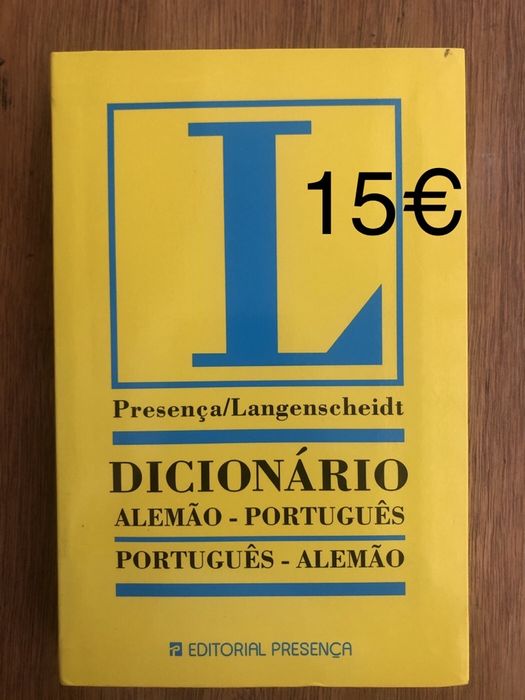 L
15€
Presença/Langenscheidt
DICIONÁRIO
ALEMÃO - PORTUGUÊS
PORTUGUÊS - ALEMÃO
EDITORIAL PRESENÇA